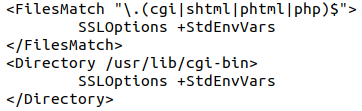 <FilesMatch "\.(cgi|shtml|phtml|php)$">
        SSLOptions +StdEnvVars
</FilesMatch>
<Directory /usr/lib/cgi-bin>
        SSLOptions +StdEnvVars
</Directory>